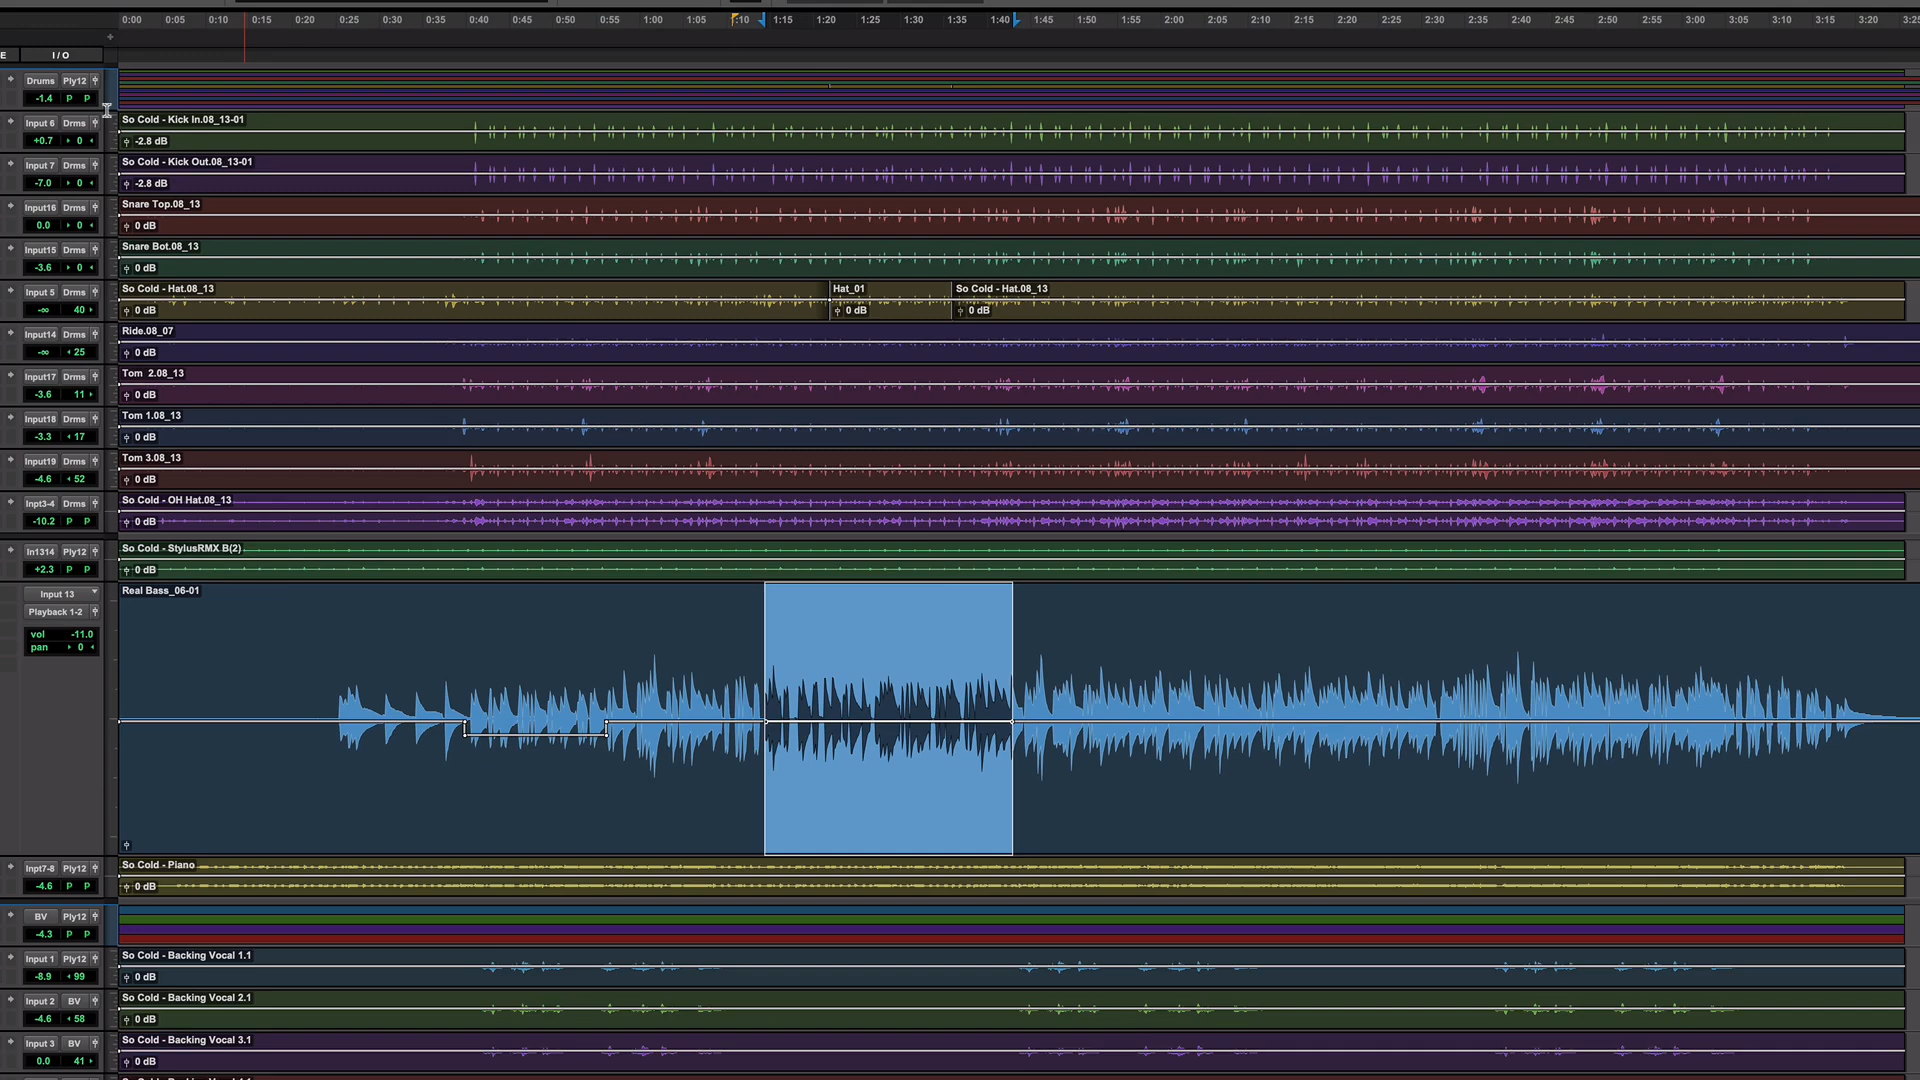 0:00 0:05 0:10 0:15 0:20 0:25 0:30 0:35 0:40 0:45 0:50 0:55 1:00 1:05 1:10 1:15 1:20 1:25 1:30 1:35 1:40 1:45 1:50 1:55 2:00 2:05 2:10 2:15 2:20 2:25 2:30 2:35 2:40 2:45 2:50 2:55 3:00 3:05 3:10 3:15 3:20 3:25
E I / O
Drums Ply12
-1.4 P P
Input 6 Drms So Cold - Kick In.08_13-01
+0.7 0 -2.8 dB
Input 7 Drms So Cold - Kick Out.08_13-01
-7.0 0 -2.8 dB
Input16 Drms Snare Top.08_13
0.0 0 0 dB
Input15 Drms Snare Bot.08_13
-3.6 0 0 dB
Input 5 Drms So Cold - Hat.08_13 Hat_01 So Cold - Hat.08_13
-∞ 40 0 dB 0 dB 0 dB
Input14 Drms Ride.08_07
-∞ 25 0 dB
Input17 Drms Tom 2.08_13
-3.6 11 0 dB
Input18 Drms Tom 1.08_13
-3.3 17 0 dB
Input19 Drms Tom 3.08_13
-4.6 52 0 dB
Inpt3-4 Drms So Cold - OH Hat.08_13
-10.2 P P 0 dB
In1314 Ply12 So Cold - StylusRMX B(2)
+2.3 P P 0 dB
Input 13 Real Bass_06-01
Playback 1-2
vol -11.0
pan 0
Inpt7-8 Ply12 So Cold - Piano
-4.6 P P 0 dB
BV Ply12
-4.3 P P
Input 1 Ply12 So Cold - Backing Vocal 1.1
-8.9 99 0 dB
Input 2 BV So Cold - Backing Vocal 2.1
-4.6 58 0 dB
Input 3 BV So Cold - Backing Vocal 3.1
0.0 41 0 dB